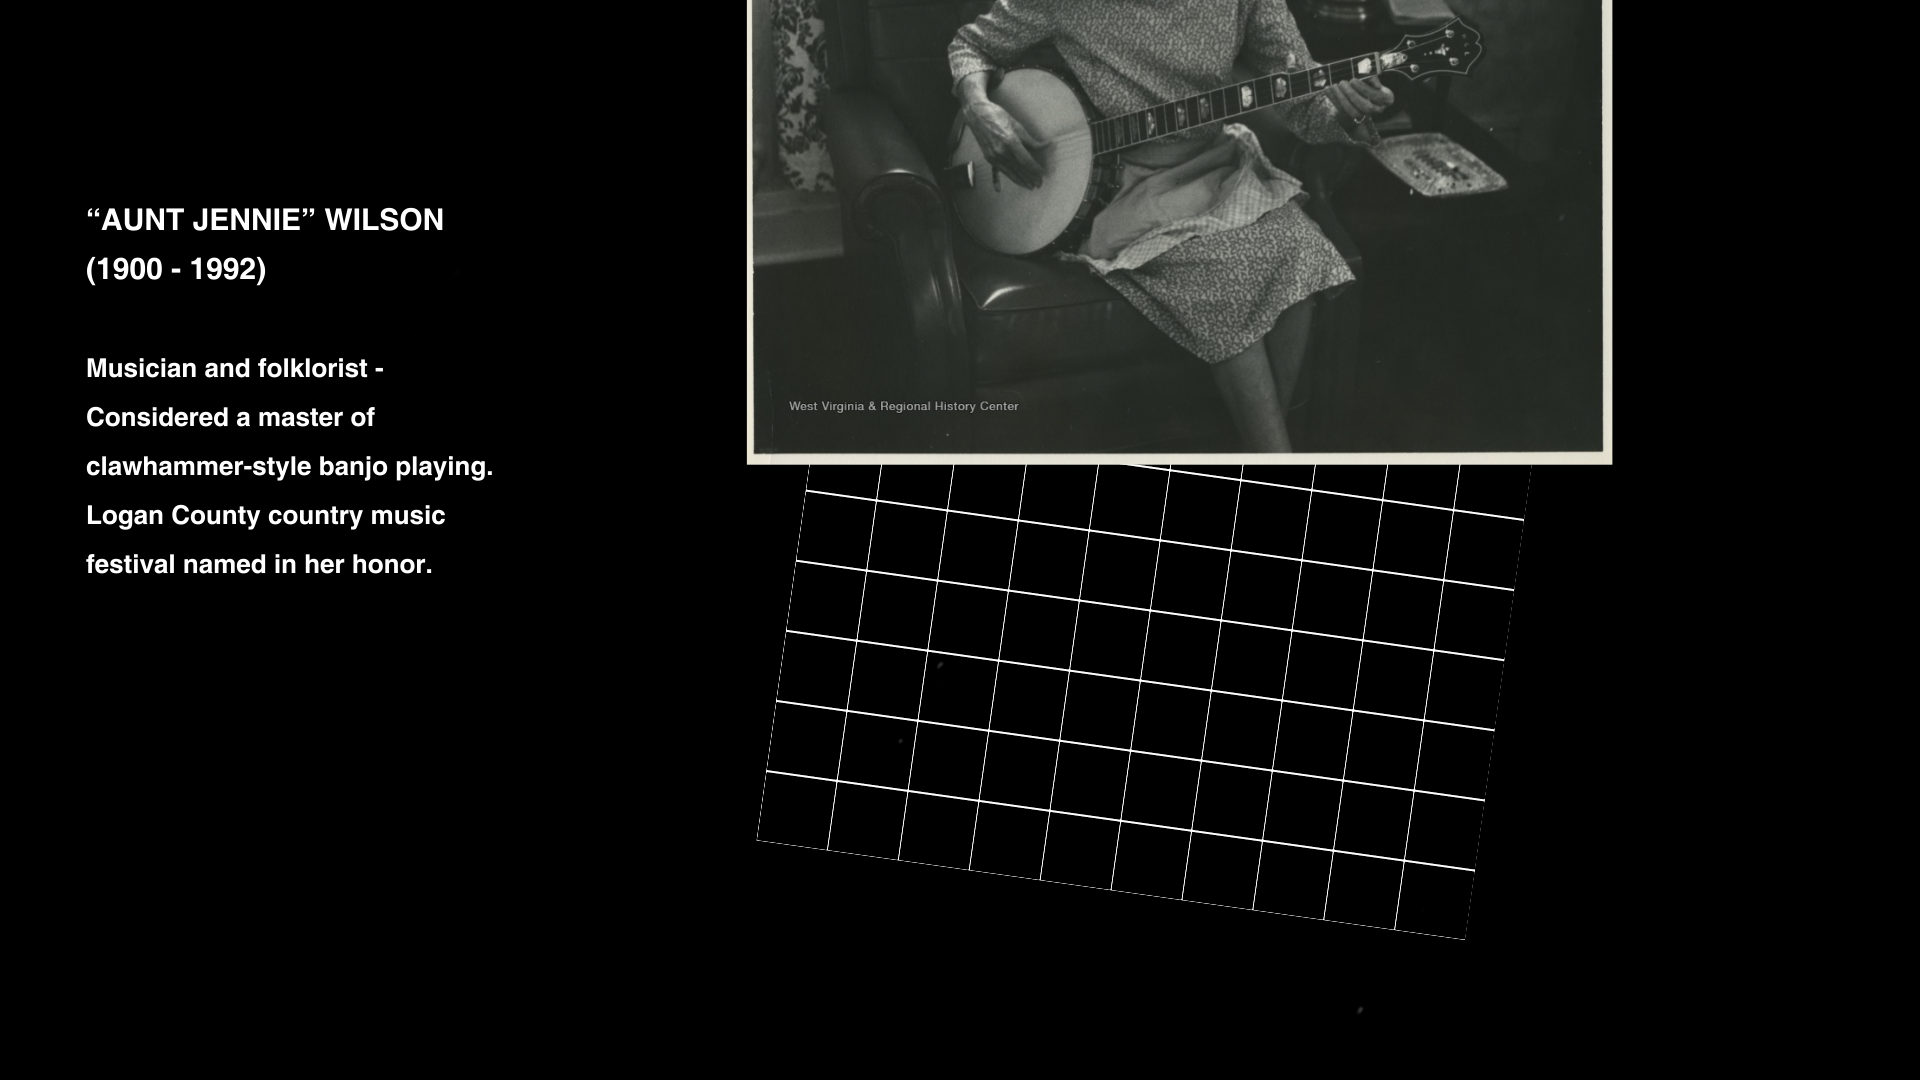 “AUNT JENNIE” WILSON
(1900 - 1992)
Musician and folklorist -
Considered a master of
clawhammer-style banjo playing.
Logan County country music
festival named in her honor.
West Virginia & Regional History Center